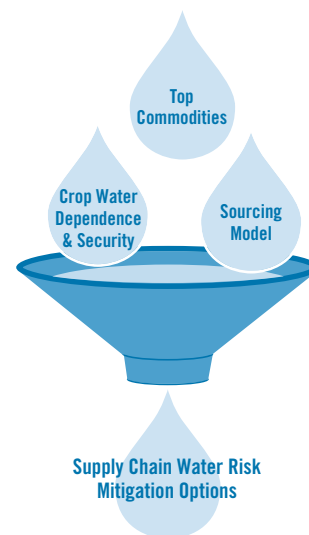 Top
Commodities
Crop Water
Dependence
& Security
Sourcing
Model
Supply Chain Water Risk
Mitigation Options